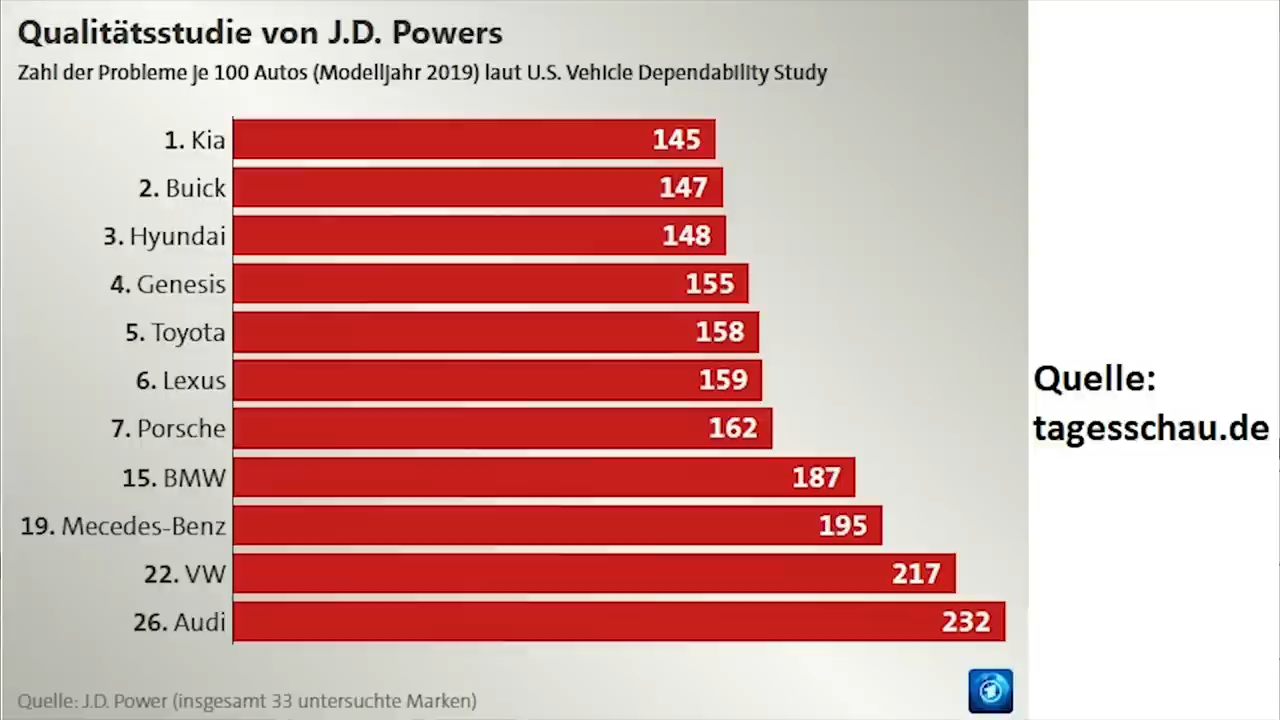 Qualitätsstudie von J.D. Powers
Zahl der Probleme je 100 Autos (Modelljahr 2019) laut U.S. Vehicle Dependability Study
1. Kia 145
2. Buick 147
3. Hyundai 148
4. Genesis 155
5. Toyota 158
6. Lexus 159
7. Porsche 162
15. BMW 187
19. Mecedes-Benz 195
22. VW 217
26. Audi 232
Quelle: J.D. Power (insgesamt 33 untersuchte Marken)
Quelle:
tagesschau.de